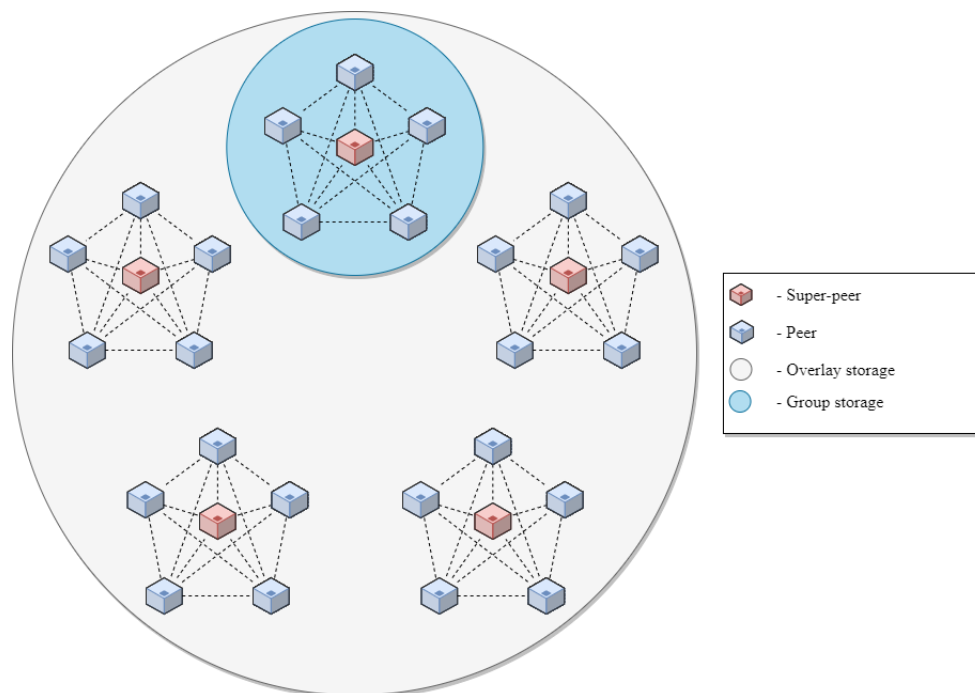 - Super-peer
- Peer
- Overlay storage
- Group storage